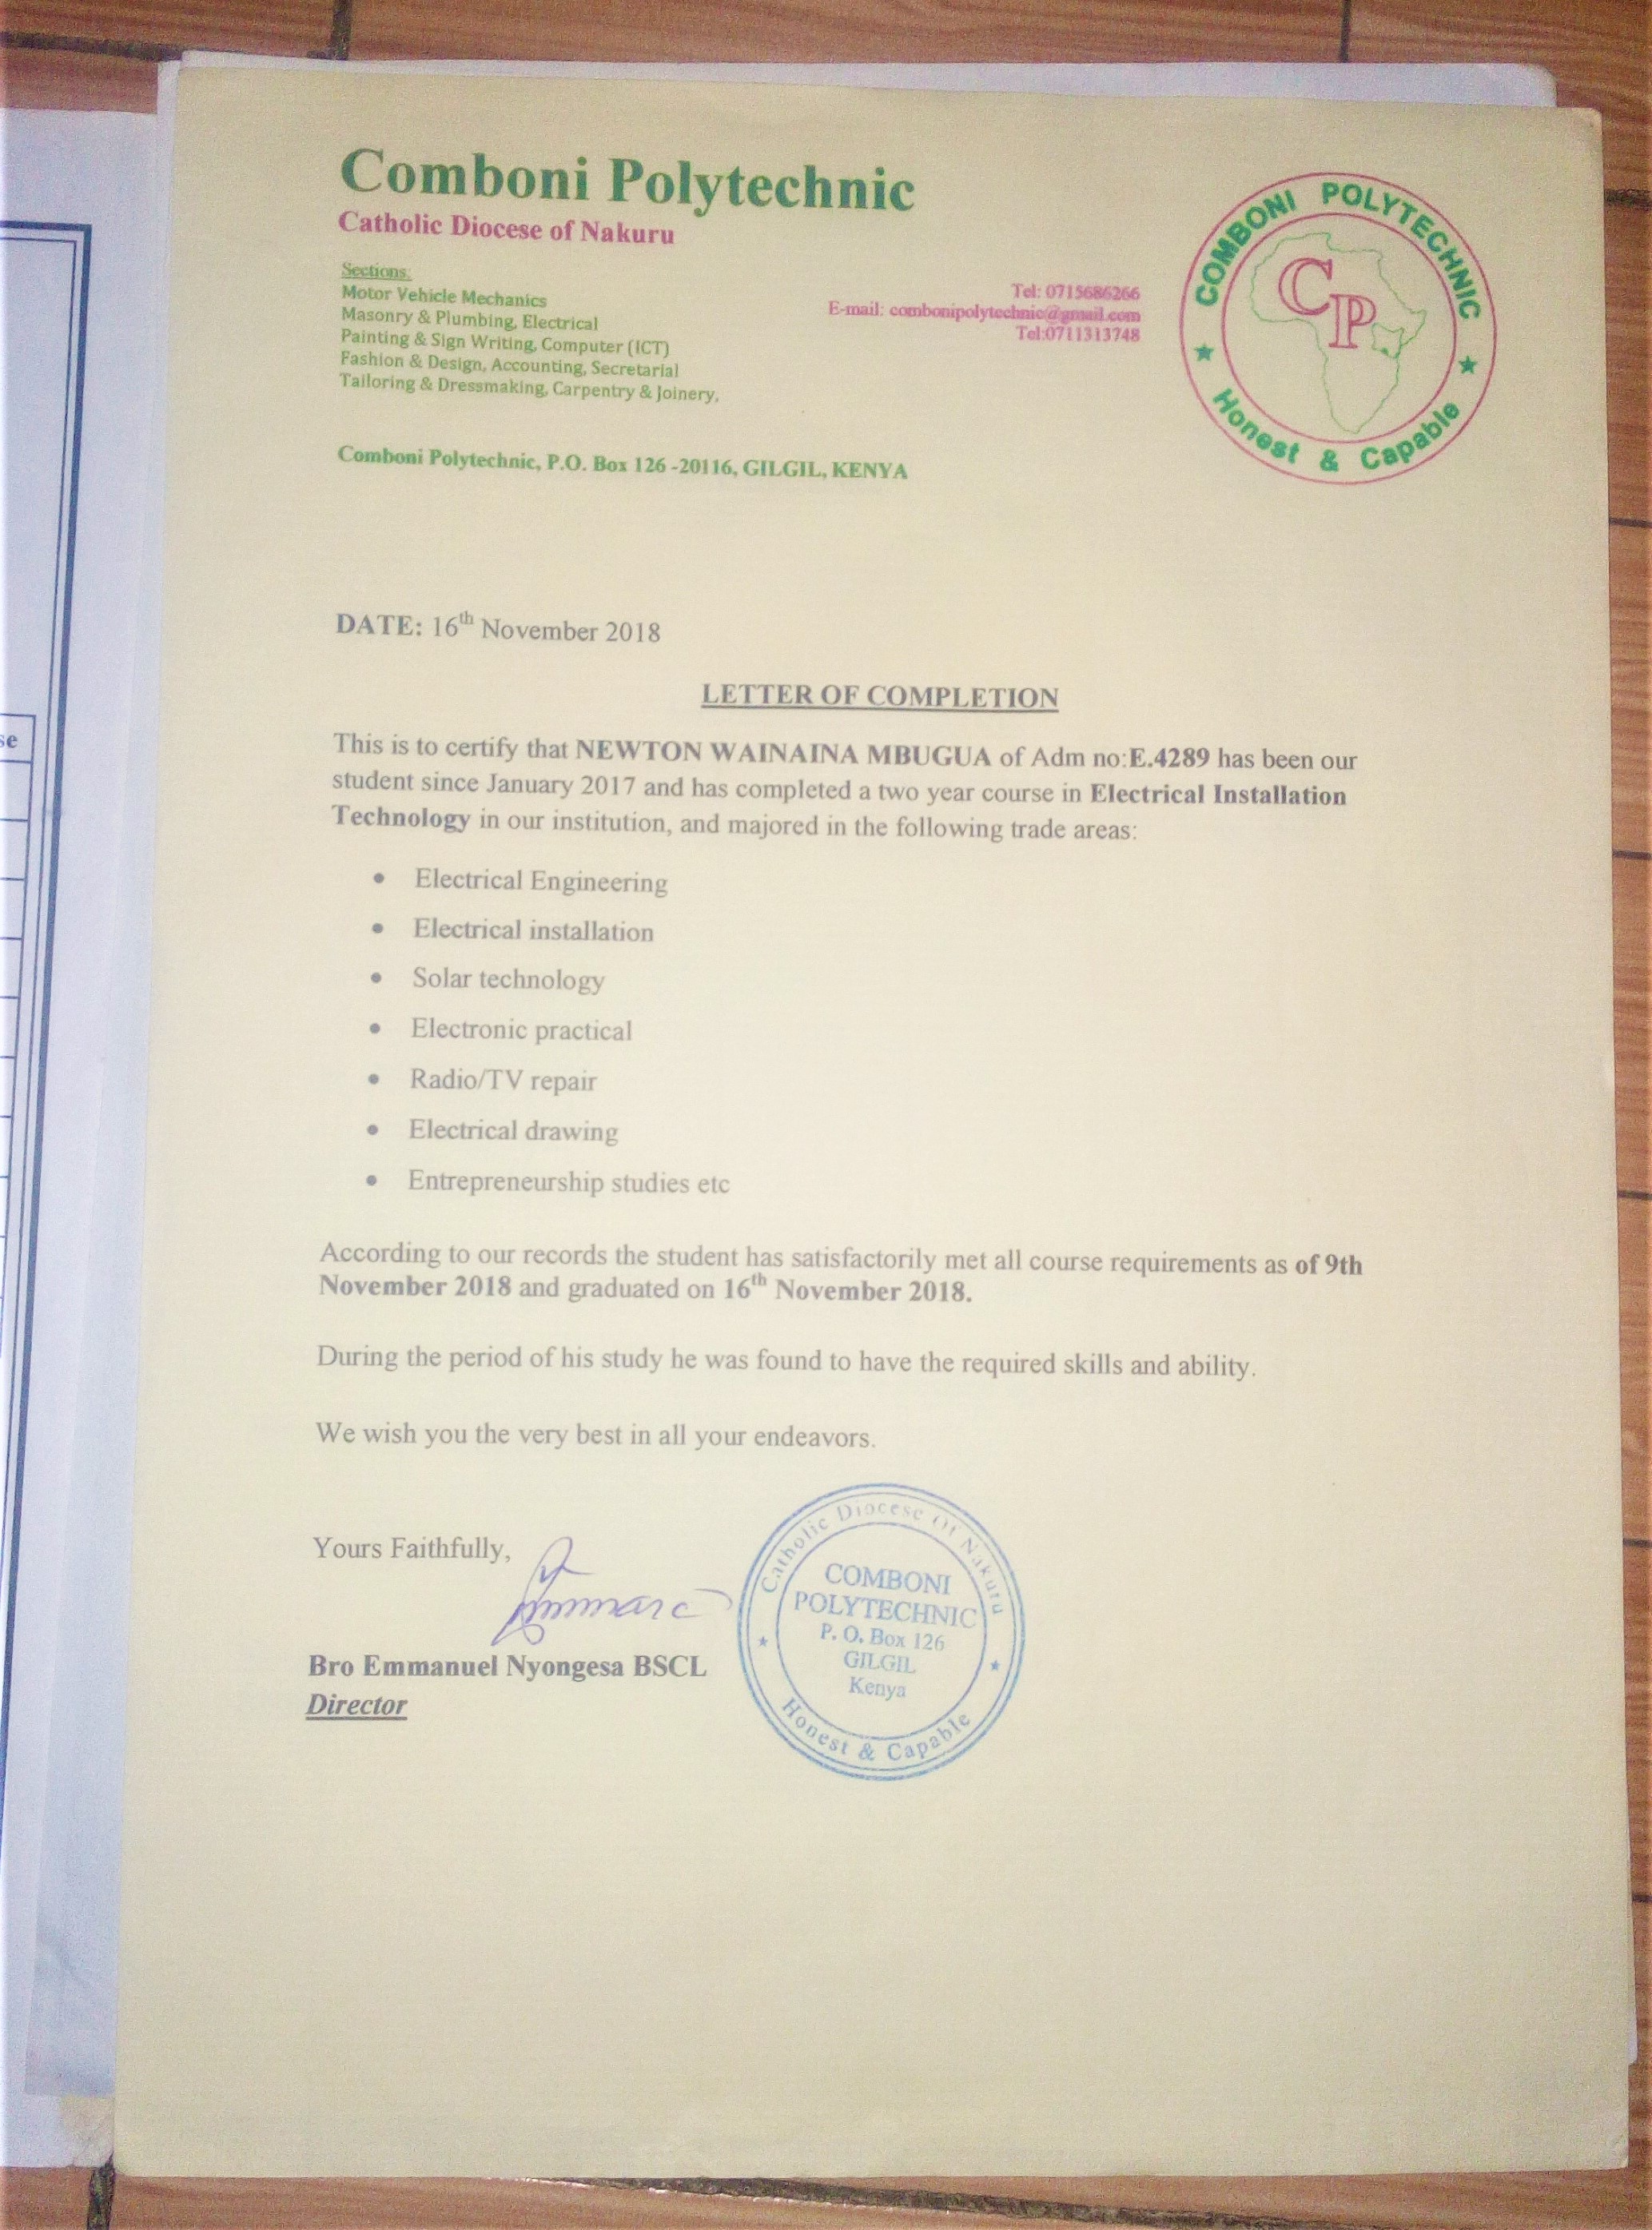 Comboni Polytechnic
Catholic Diocese of Nakuru
Sections:
Motor Vehicle Mechanics
Masonry & Plumbing, Electrical
Painting & Sign Writing, Computer (ICT)
Fashion & Design, Accounting, Secretarial
Tailoring & Dressmaking, Carpentry & Joinery,
Tel: 0715686266
E-mail: combonipolytechnic@gmail.com
Tel:0711313748
COMBONI POLYTECHNIC
CP
Honest & Capable
Comboni Polytechnic, P.O. Box 126 -20116, GILGIL, KENYA
DATE: 16th November 2018
LETTER OF COMPLETION
This is to certify that NEWTON WAINAINA MBUGUA of Adm no:E.4289 has been our
student since January 2017 and has completed a two year course in Electrical Installation
Technology in our institution, and majored in the following trade areas:
• Electrical Engineering
• Electrical installation
• Solar technology
• Electronic practical
• Radio/TV repair
• Electrical drawing
• Entrepreneurship studies etc
According to our records the student has satisfactorily met all course requirements as of 9th
November 2018 and graduated on 16th November 2018.
During the period of his study he was found to have the required skills and ability.
We wish you the very best in all your endeavors.
Yours Faithfully,
Bro Emmanuel Nyongesa BSCL
Director
Catholic Diocese Of Nakuru
COMBONI
POLYTECHNIC
P. O. Box 126
GILGIL
Kenya
Honest & Capable
se